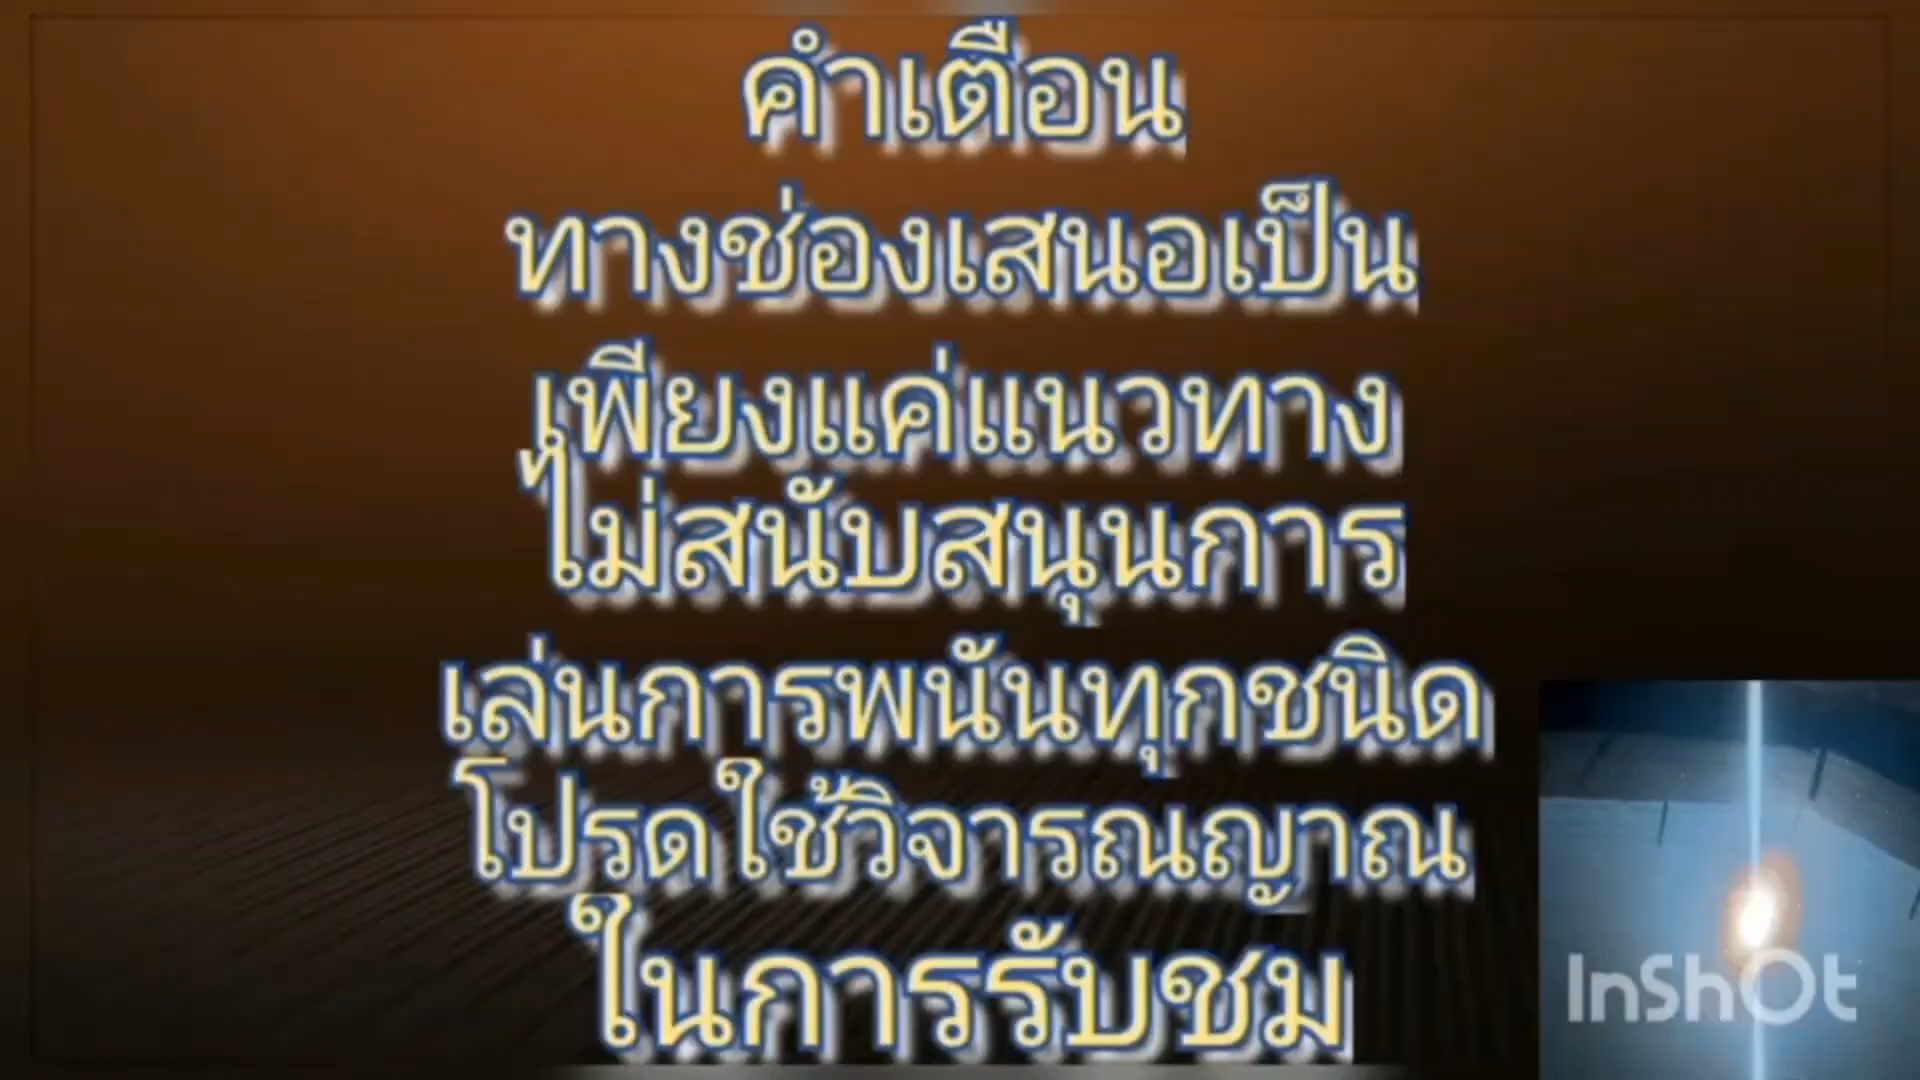 คำเตือน
ทางช่องเสนอเป็น
เพียงแค่แนวทาง
ไม่สนับสนุนการ
เล่นการพนันทุกชนิด
โปรดใช้วิจารณญาณ
ในการรับชม
InShOt